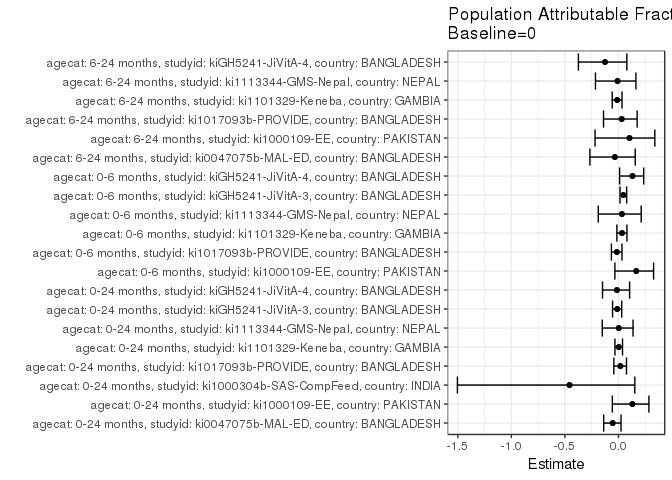 Population Attributable Frac
Baseline=0
agecat: 6-24 months, studyid: kiGH5241-JiVitA-4, country: BANGLADESH
agecat: 6-24 months, studyid: ki1113344-GMS-Nepal, country: NEPAL
agecat: 6-24 months, studyid: ki1101329-Keneba, country: GAMBIA
agecat: 6-24 months, studyid: ki1017093b-PROVIDE, country: BANGLADESH
agecat: 6-24 months, studyid: ki1000109-EE, country: PAKISTAN
agecat: 6-24 months, studyid: ki0047075b-MAL-ED, country: BANGLADESH
agecat: 0-6 months, studyid: kiGH5241-JiVitA-4, country: BANGLADESH
agecat: 0-6 months, studyid: kiGH5241-JiVitA-3, country: BANGLADESH
agecat: 0-6 months, studyid: ki1113344-GMS-Nepal, country: NEPAL
agecat: 0-6 months, studyid: ki1101329-Keneba, country: GAMBIA
agecat: 0-6 months, studyid: ki1017093b-PROVIDE, country: BANGLADESH
agecat: 0-6 months, studyid: ki1000109-EE, country: PAKISTAN
agecat: 0-24 months, studyid: kiGH5241-JiVitA-4, country: BANGLADESH
agecat: 0-24 months, studyid: kiGH5241-JiVitA-3, country: BANGLADESH
agecat: 0-24 months, studyid: ki1113344-GMS-Nepal, country: NEPAL
agecat: 0-24 months, studyid: ki1101329-Keneba, country: GAMBIA
agecat: 0-24 months, studyid: ki1017093b-PROVIDE, country: BANGLADESH
agecat: 0-24 months, studyid: ki1000304b-SAS-CompFeed, country: INDIA
agecat: 0-24 months, studyid: ki1000109-EE, country: PAKISTAN
agecat: 0-24 months, studyid: ki0047075b-MAL-ED, country: BANGLADESH
-1.5 -1.0 -0.5 0.0
Estimate